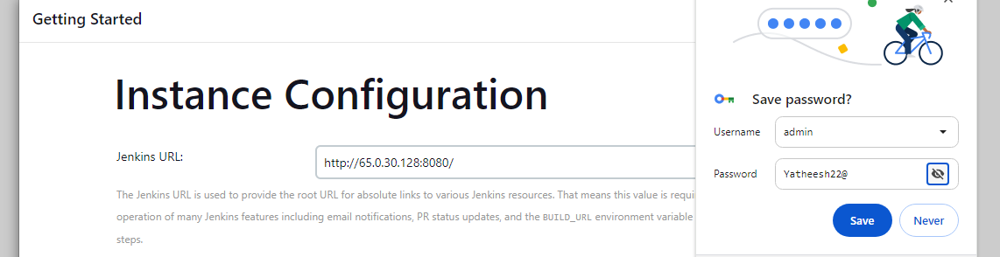 Getting Started
Instance Configuration
Jenkins URL:
http://65.0.30.128:8080/
The Jenkins URL is used to provide the root URL for absolute links to various Jenkins resources. That means this value is requi
operation of many Jenkins features including email notifications, PR status updates, and the BUILD_URL environment variable
steps.
Save password?
Username
admin
Password
Yatheesh22@
Save
Never